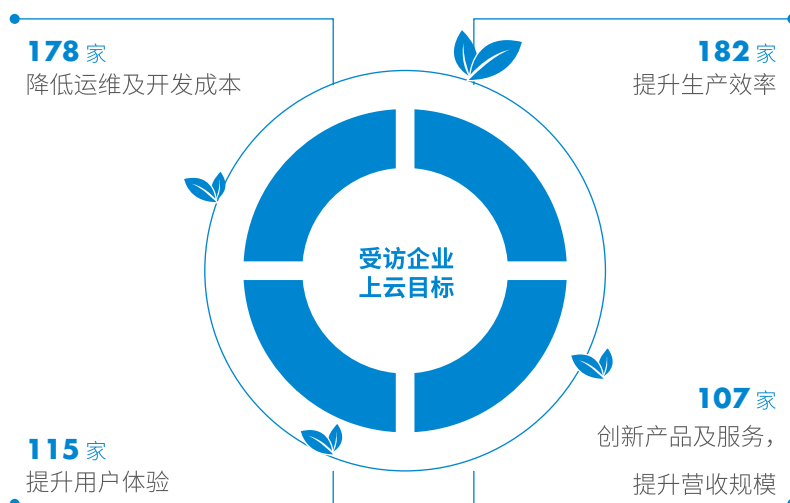 178 家
降低运维及开发成本
182 家
提升生产效率
受访企业
上云目标
115 家
提升用户体验
107 家
创新产品及服务，
提升营收规模